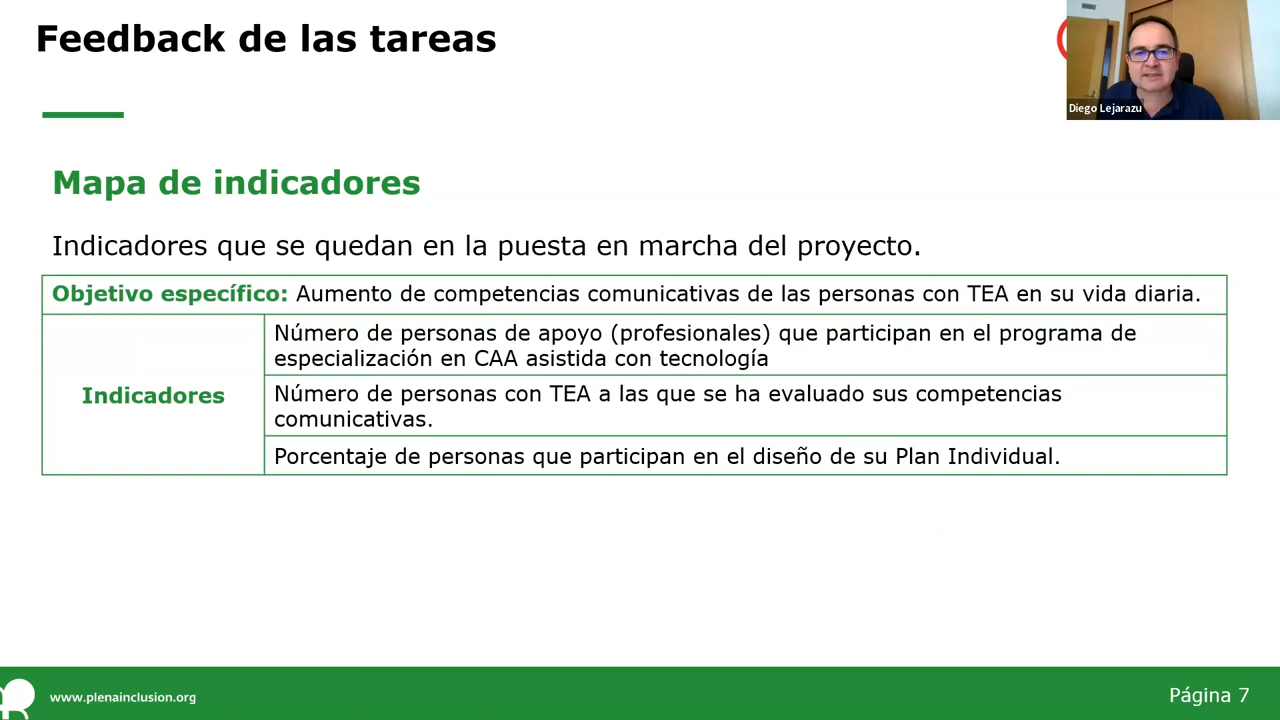 Feedback de las tareas
Diego Lejarazu
Mapa de indicadores
Indicadores que se quedan en la puesta en marcha del proyecto.
Objetivo específico: Aumento de competencias comunicativas de las personas con TEA en su vida diaria.
Indicadores
Número de personas de apoyo (profesionales) que participan en el programa de
especialización en CAA asistida con tecnología
Número de personas con TEA a las que se ha evaluado sus competencias
comunicativas.
Porcentaje de personas que participan en el diseño de su Plan Individual.
www.plenainclusion.org
Página 7